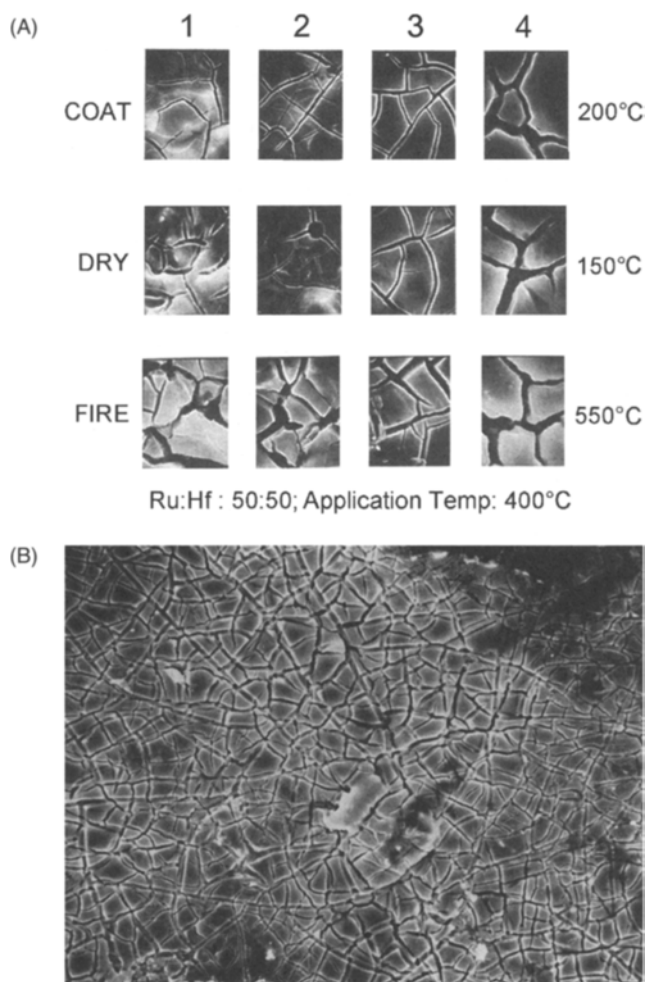 (A)
1 2 3 4
COAT 200°C
DRY 150°C
FIRE 550°C
Ru:Hf : 50:50; Application Temp: 400°C
(B)